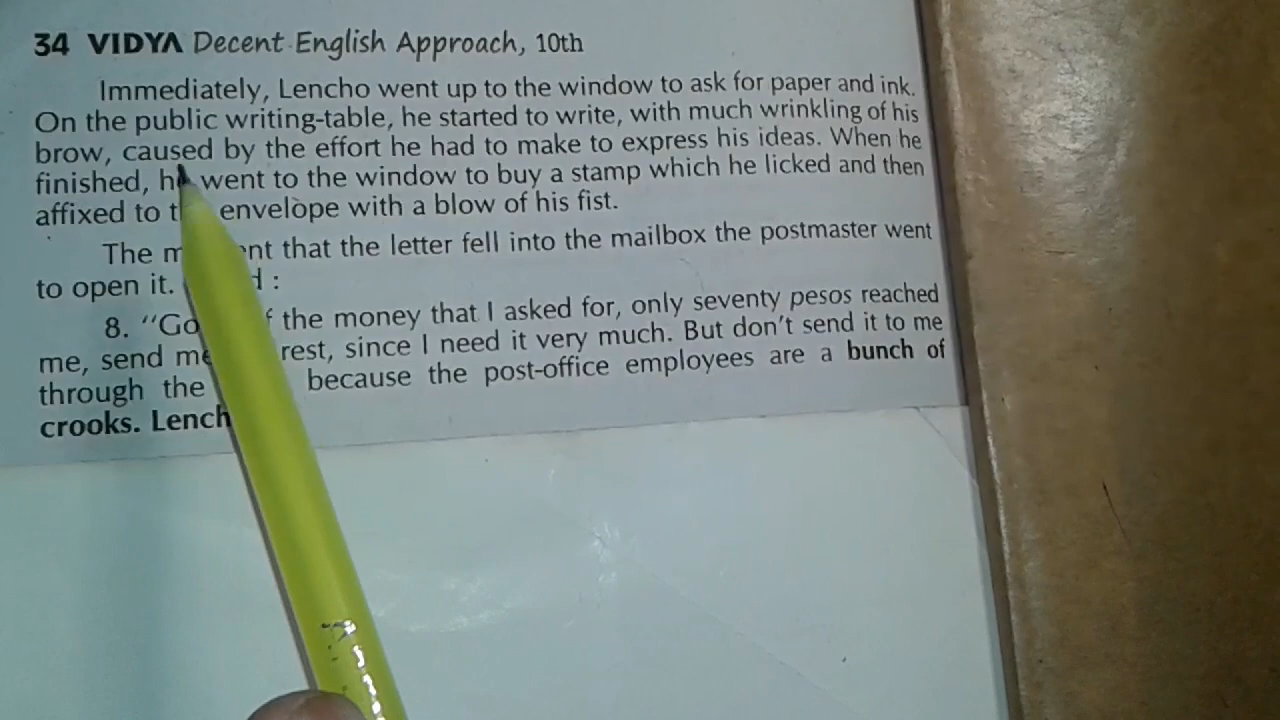 34 VIDYA Decent English Approach, 10th
Immediately, Lencho went up to the window to ask for paper and ink.
On the public writing-table, he started to write, with much wrinkling of his
brow, caused by the effort he had to make to express his ideas. When he
finished, he went to the window to buy a stamp which he licked and then
affixed to envelope with a blow of his fist.
The that the letter fell into the mailbox the postmaster went
to open it. :
8. "Go the money that I asked for, only seventy pesos reached
me, send me rest, since I need it very much. But don't send it to me
through the because the post-office employees are a bunch of
crooks. Lench